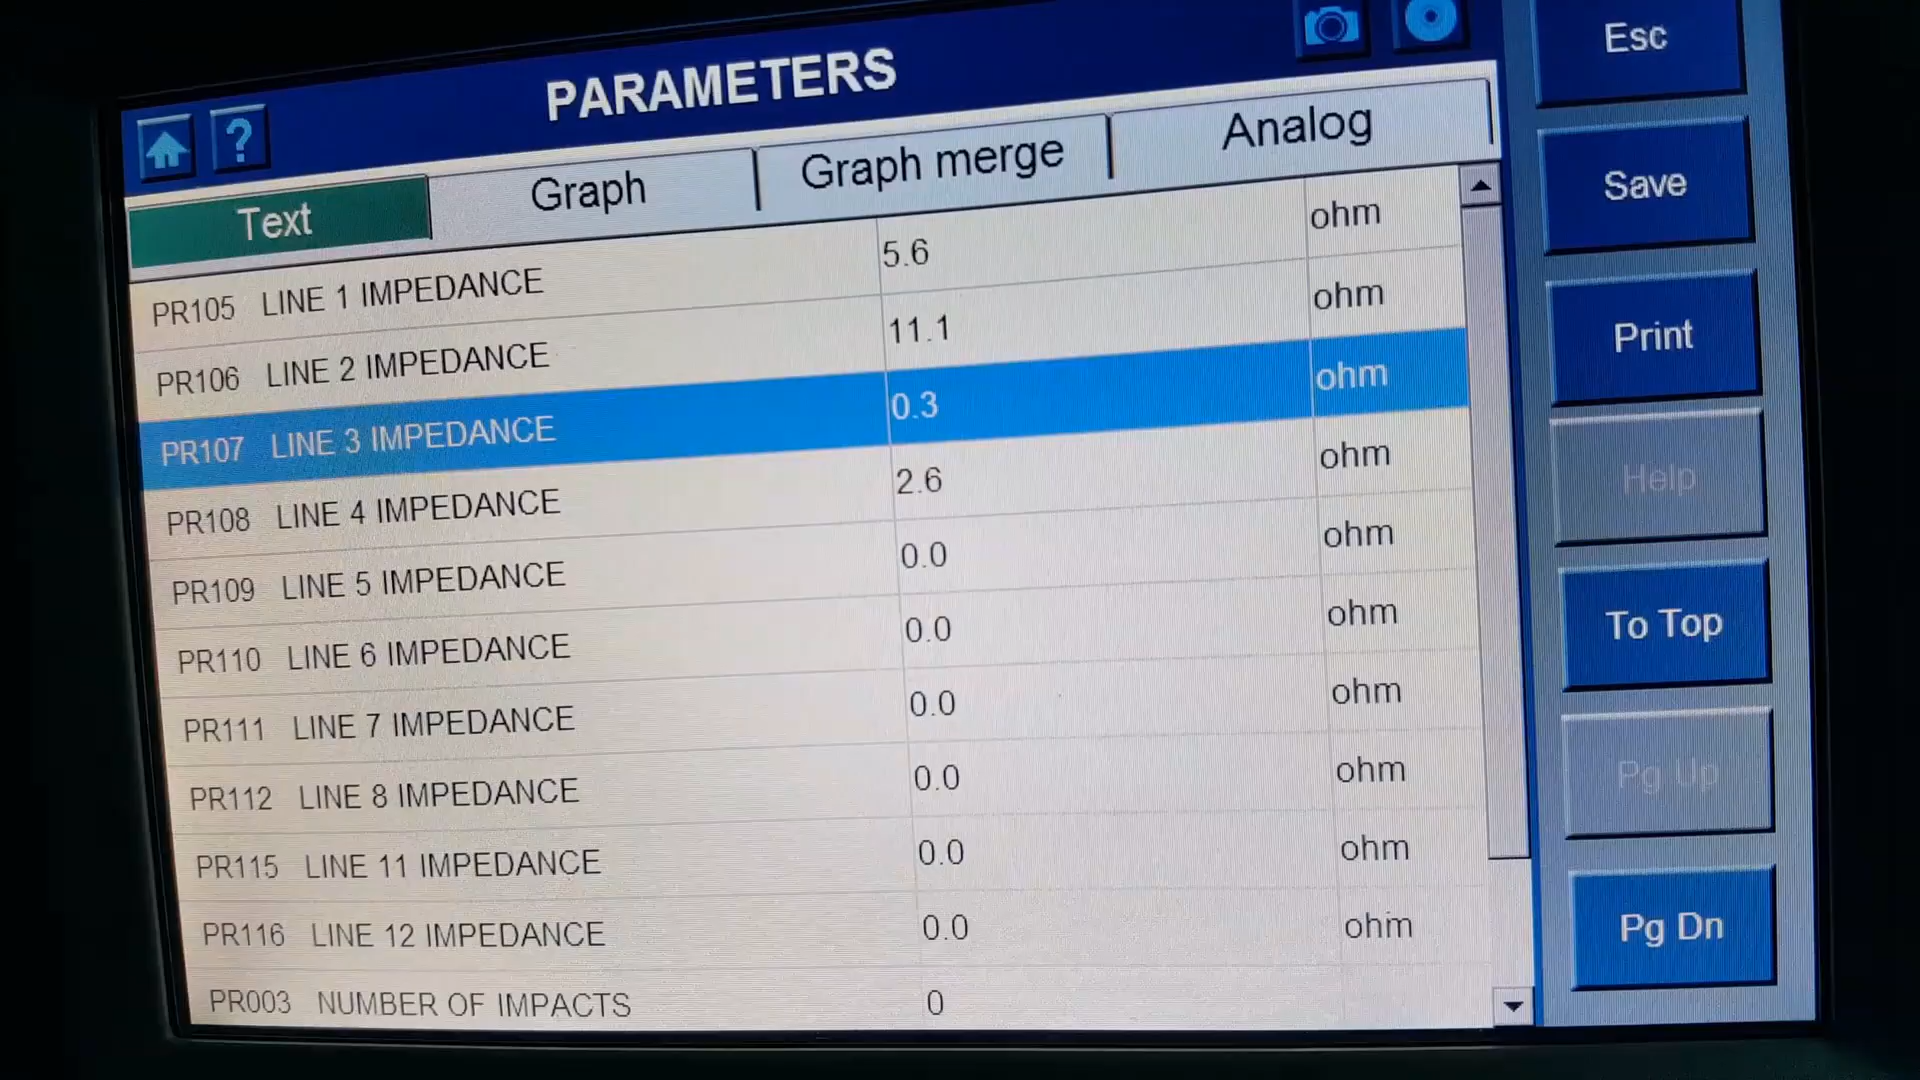 PARAMETERS
?
Text Graph Graph merge Analog
PR105 LINE 1 IMPEDANCE 5.6 ohm
PR106 LINE 2 IMPEDANCE 11.1 ohm
PR107 LINE 3 IMPEDANCE 0.3 ohm
PR108 LINE 4 IMPEDANCE 2.6 ohm
PR109 LINE 5 IMPEDANCE 0.0 ohm
PR110 LINE 6 IMPEDANCE 0.0 ohm
PR111 LINE 7 IMPEDANCE 0.0 ohm
PR112 LINE 8 IMPEDANCE 0.0 ohm
PR115 LINE 11 IMPEDANCE 0.0 ohm
PR116 LINE 12 IMPEDANCE 0.0 ohm
PR003 NUMBER OF IMPACTS 0
Esc
Save
Print
Help
To Top
Pg Up
Pg Dn